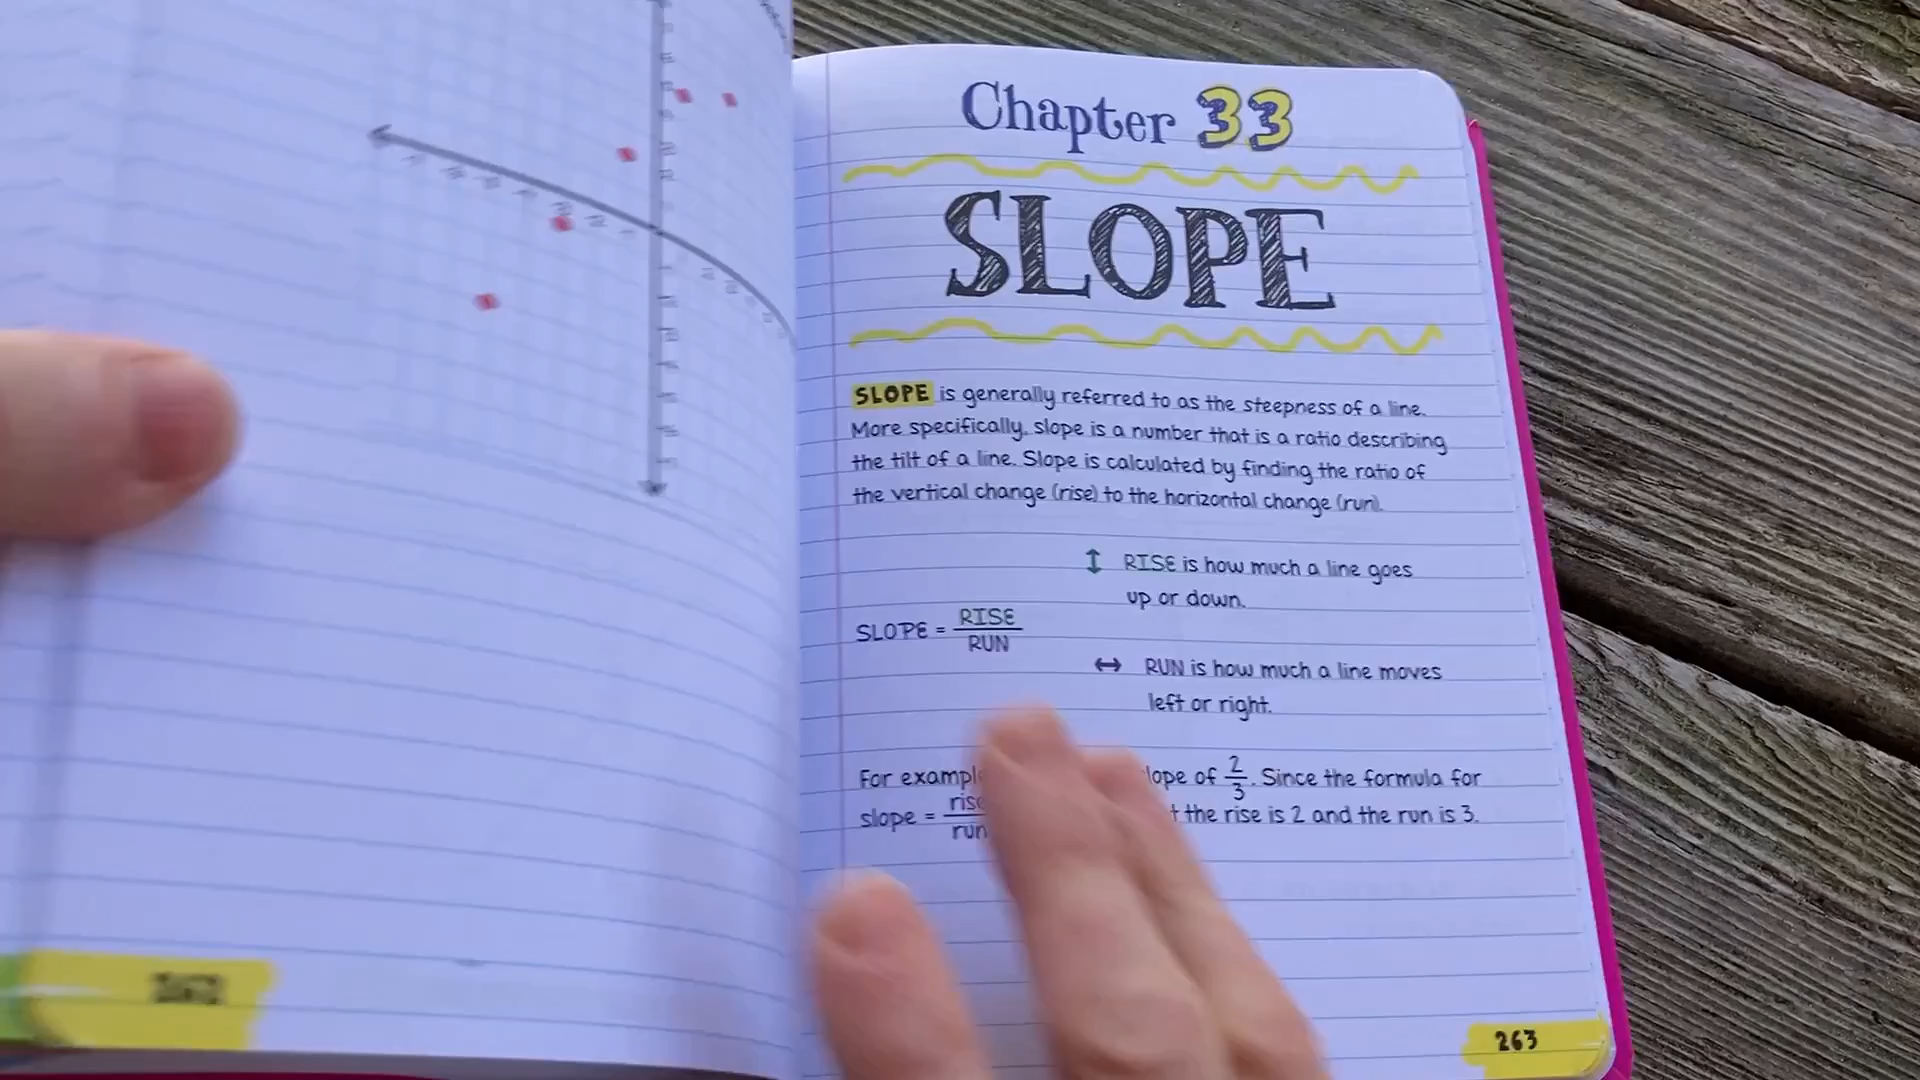 Chapter 33
SLOPE
SLOPE is generally referred to as the steepness of a line.
More specifically, slope is a number that is a ratio describing
the tilt of a line. Slope is calculated by finding the ratio of
the vertical change (rise) to the horizontal change (run).
RISE is how much a line goes
up or down.
SLOPE = RISE
RUN
RUN is how much a line moves
left or right.
For exampl lope of 2/3. Since the formula for
slope = rise/run the rise is 2 and the run is 3.
262
263